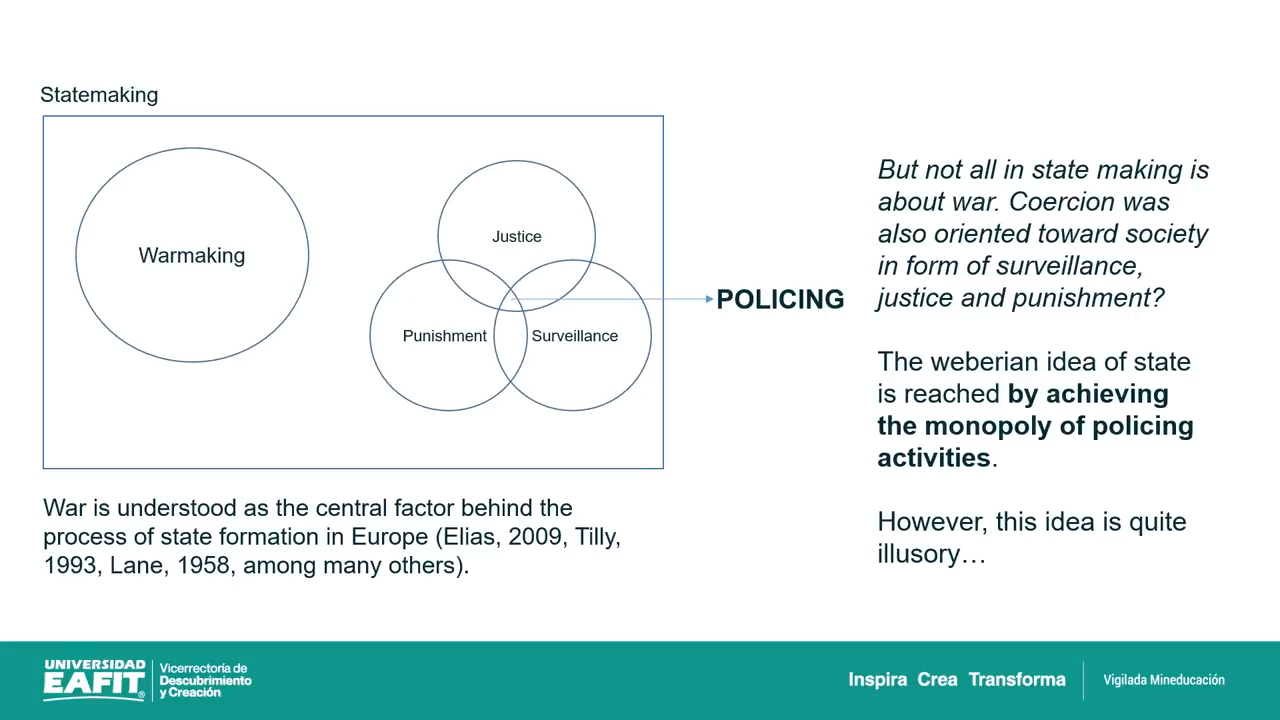 Statemaking
Warmaking
Justice
Punishment
Surveillance
POLICING
War is understood as the central factor behind the
process of state formation in Europe (Elias, 2009, Tilly,
1993, Lane, 1958, among many others).
But not all in state making is
about war. Coercion was
also oriented toward society
in form of surveillance,
justice and punishment?
The weberian idea of state
is reached by achieving
the monopoly of policing
activities.
However, this idea is quite
illusory…
UNIVERSIDAD
EAFIT®
Vicerrectoría de
Descubrimiento
y Creación
Inspira Crea Transforma
Vigilada Mineducación